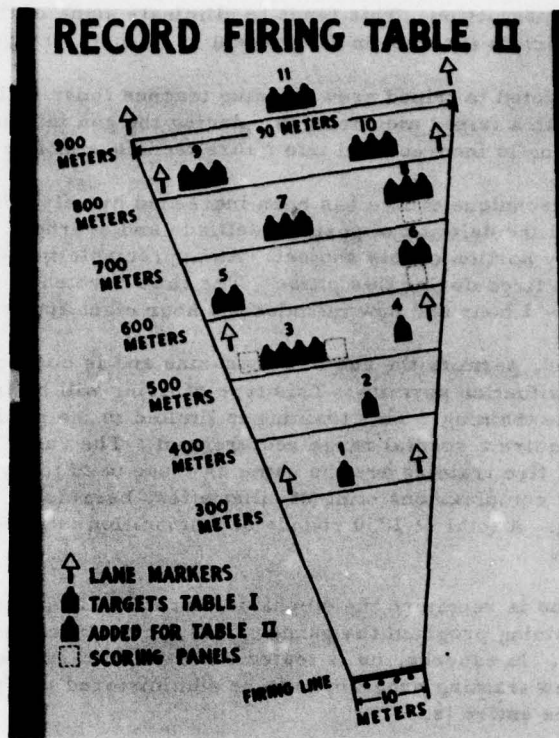 RECORD FIRING TABLE II
11
90 METERS
900 METERS
9
10
8
800 METERS
7
6
700 METERS
5
4
600 METERS
3
500 METERS
2
400 METERS
1
300 METERS
LANE MARKERS
TARGETS TABLE I
ADDED FOR TABLE II
SCORING PANELS
FIRING LINE
10
METERS